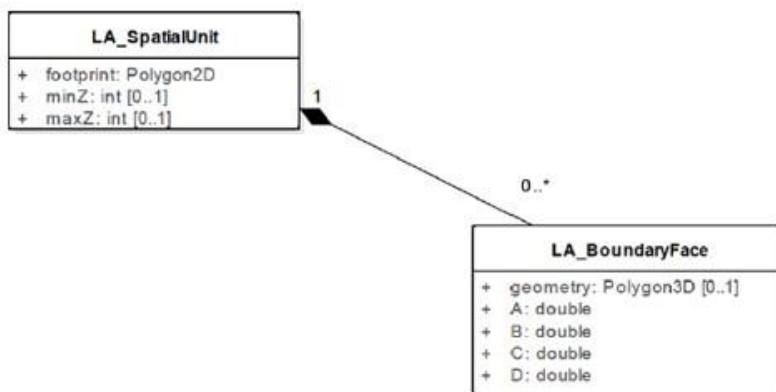 LA_SpatialUnit
+ footprint: Polygon2D
+ minZ: int [0..1]
+ maxZ: int [0..1]
1
0..*
LA_BoundaryFace
+ geometry: Polygon3D [0..1]
+ A: double
+ B: double
+ C: double
+ D: double